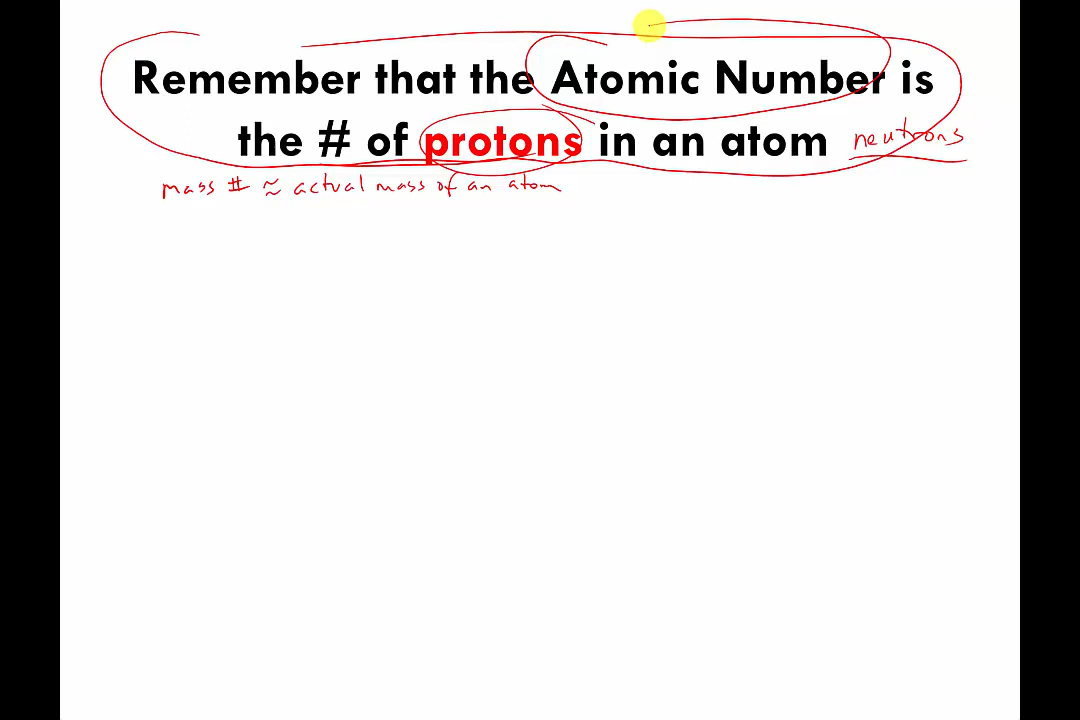 Remember that the Atomic Number is
the # of protons in an atom neutrons
mass # ≈ actual mass of an atom